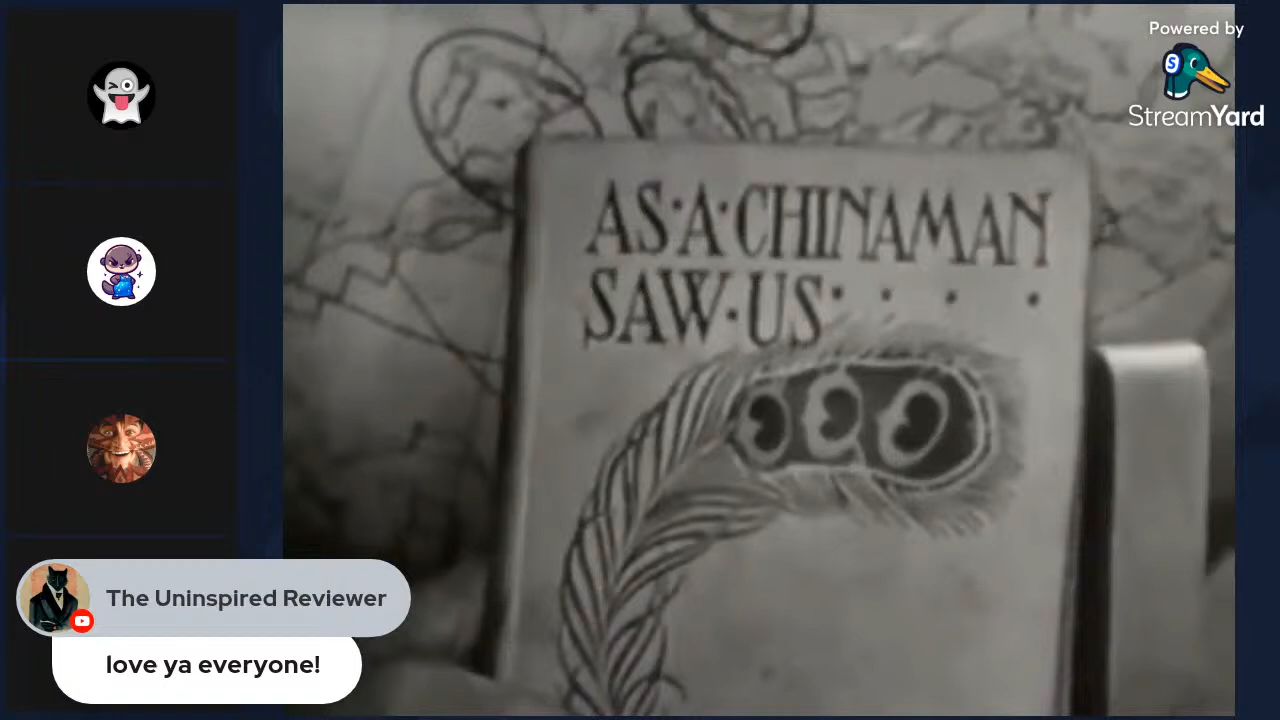 Powered by
StreamYard
AS·A·CHINAMAN
SAW·US· · · ·
The Uninspired Reviewer
love ya everyone!